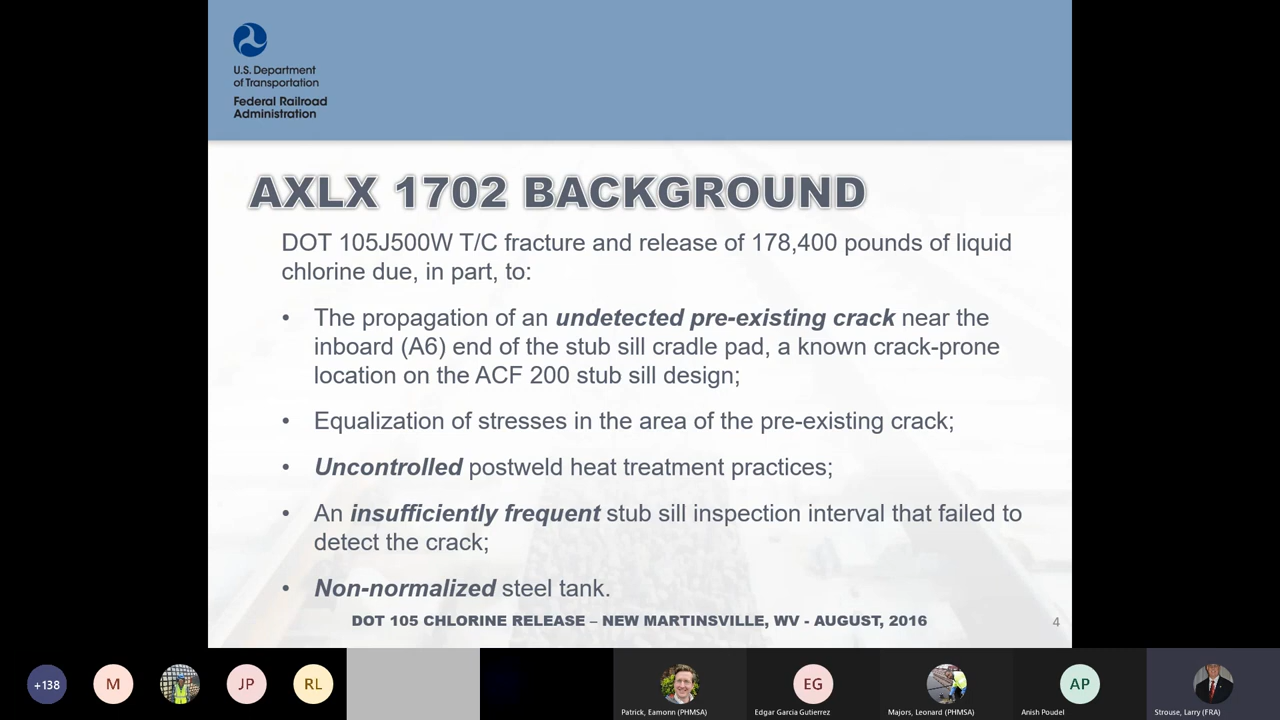 U.S. Department
of Transportation
Federal Railroad
Administration
AXLX 1702 BACKGROUND
DOT 105J500W T/C fracture and release of 178,400 pounds of liquid
chlorine due, in part, to:
• The propagation of an undetected pre-existing crack near the
inboard (A6) end of the stub sill cradle pad, a known crack-prone
location on the ACF 200 stub sill design;
• Equalization of stresses in the area of the pre-existing crack;
• Uncontrolled postweld heat treatment practices;
• An insufficiently frequent stub sill inspection interval that failed to
detect the crack;
• Non-normalized steel tank.
DOT 105 CHLORINE RELEASE – NEW MARTINSVILLE, WV - AUGUST, 2016
4
+138
M
JP
RL
EG
AP
Patrick, Eamonn (PHMSA)
Edgar Garcia Gutierrez
Majors, Leonard (PHMSA)
Anish Poudel
Strouse, Larry (FRA)